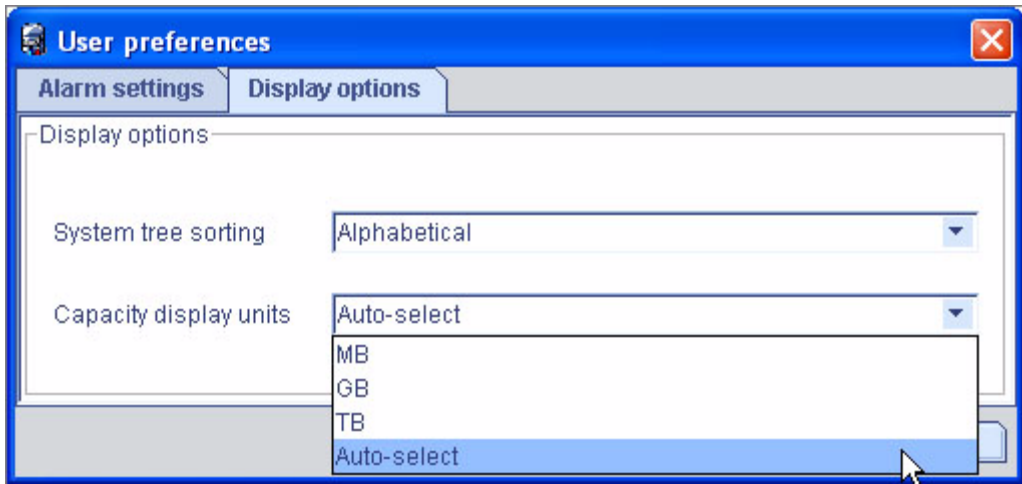 User preferences
Alarm settings Display options
Display options
System tree sorting Alphabetical
Capacity display units Auto-select
MB
GB
TB
Auto-select